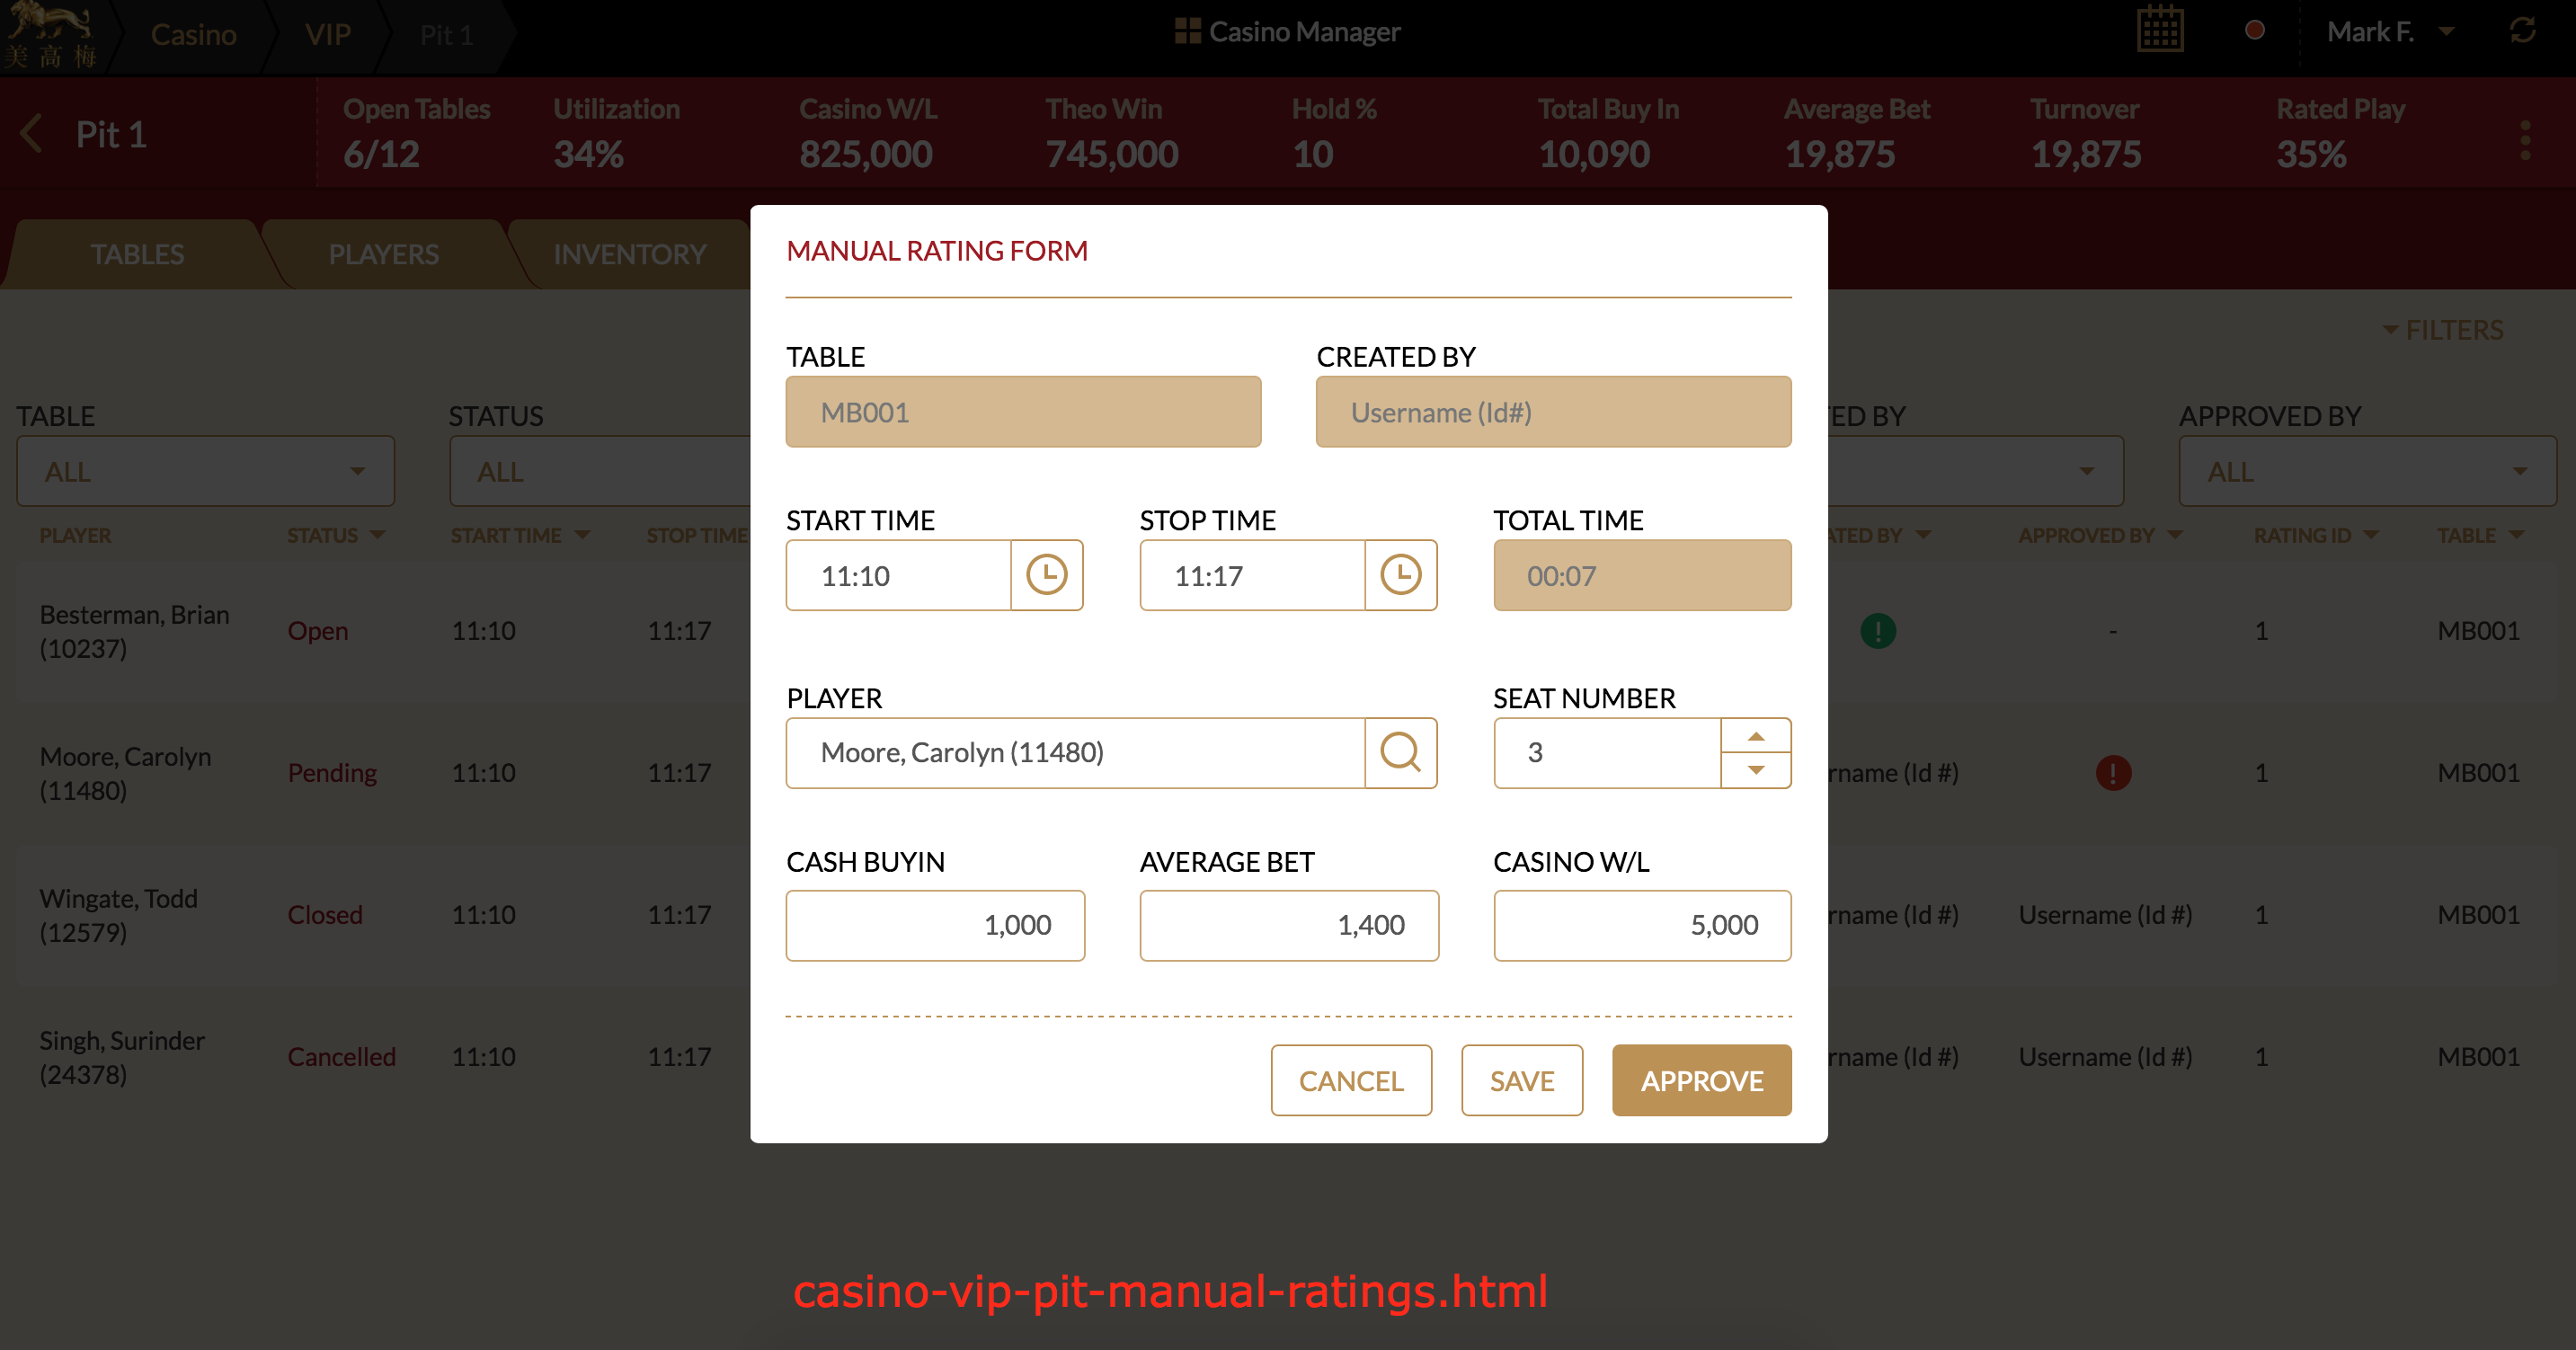 美高梅
Casino
VIP
Pit 1
Casino Manager
Mark F.
Pit 1
Open Tables
6/12
Utilization
34%
Casino W/L
825,000
Theo Win
745,000
Hold %
10
Total Buy In
10,090
Average Bet
19,875
Turnover
19,875
Rated Play
35%
TABLES
PLAYERS
INVENTORY
FILTERS
TABLE
ALL
STATUS
ALL
TED BY
APPROVED BY
ALL
PLAYER
STATUS
START TIME
STOP TIME
ATED BY
APPROVED BY
RATING ID
TABLE
Besterman, Brian
(10237)
Open
11:10
11:17
-
1
MB001
Moore, Carolyn
(11480)
Pending
11:10
11:17
rname (Id #)
1
MB001
Wingate, Todd
(12579)
Closed
11:10
11:17
rname (Id #)
Username (Id #)
1
MB001
Singh, Surinder
(24378)
Cancelled
11:10
11:17
rname (Id #)
Username (Id #)
1
MB001
MANUAL RATING FORM
TABLE
MB001
CREATED BY
Username (Id#)
START TIME
11:10
STOP TIME
11:17
TOTAL TIME
00:07
PLAYER
Moore, Carolyn (11480)
SEAT NUMBER
3
CASH BUYIN
1,000
AVERAGE BET
1,400
CASINO W/L
5,000
CANCEL
SAVE
APPROVE
casino-vip-pit-manual-ratings.html